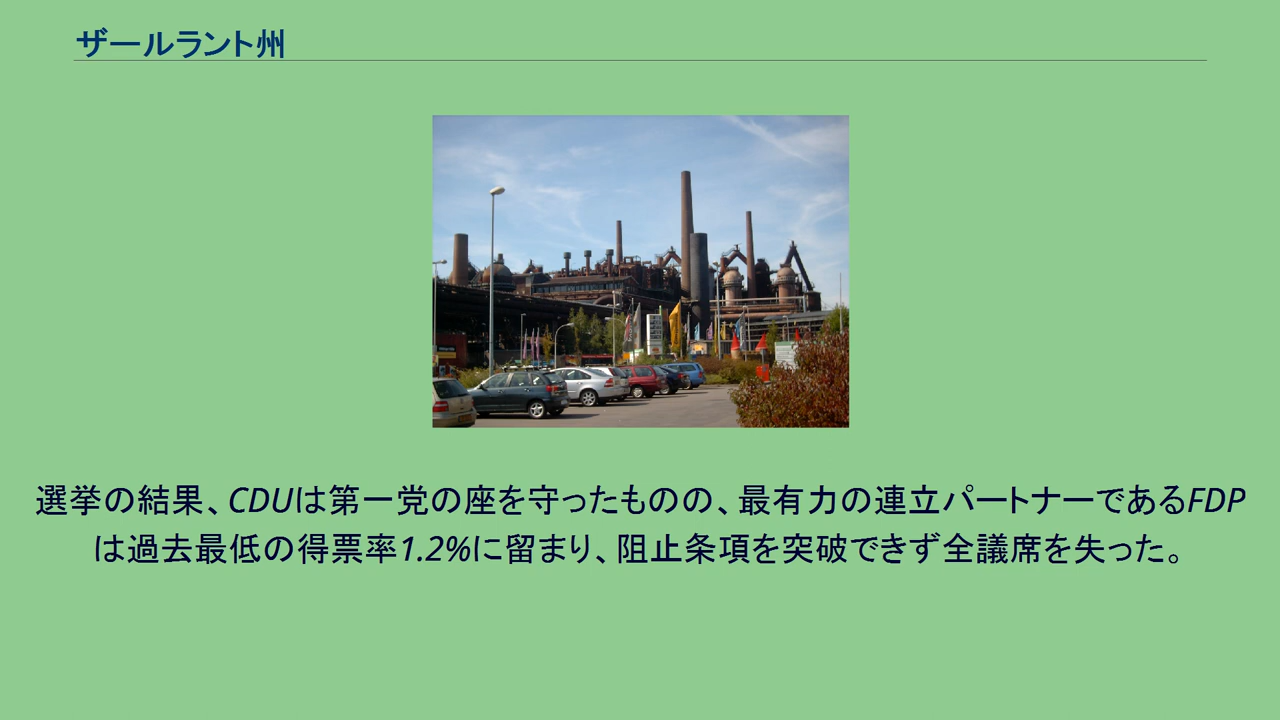 ザールラント州
選挙の結果、CDUは第一党の座を守ったものの、最有力の連立パートナーであるFDP
は過去最低の得票率1.2%に留まり、阻止条項を突破できず全議席を失った。